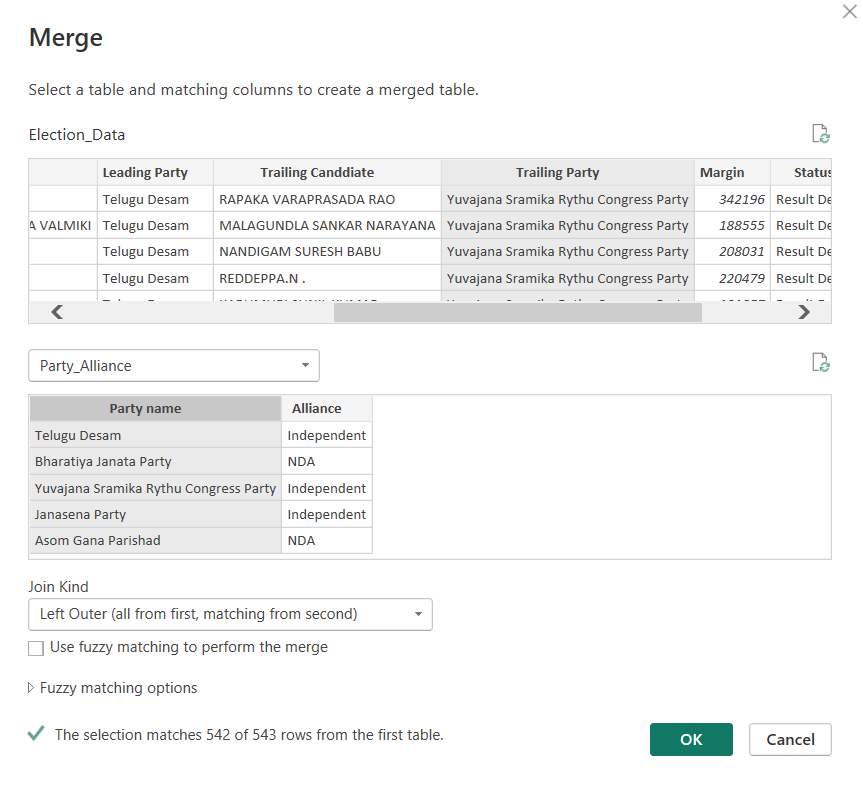 Merge
Select a table and matching columns to create a merged table.
Election_Data
Leading Party Trailing Canddiate Trailing Party Margin Status
Telugu Desam RAPAKA VARAPRASADA RAO Yuvajana Sramika Rythu Congress Party 342196 Result De
A VALMIKI Telugu Desam MALAGUNDLA SANKAR NARAYANA Yuvajana Sramika Rythu Congress Party 188555 Result De
Telugu Desam NANDIGAM SURESH BABU Yuvajana Sramika Rythu Congress Party 208031 Result De
Telugu Desam REDDEPPA.N . Yuvajana Sramika Rythu Congress Party 220479 Result De
Party_Alliance
Party name Alliance
Telugu Desam Independent
Bharatiya Janata Party NDA
Yuvajana Sramika Rythu Congress Party Independent
Janasena Party Independent
Asom Gana Parishad NDA
Join Kind
Left Outer (all from first, matching from second)
Use fuzzy matching to perform the merge
Fuzzy matching options
The selection matches 542 of 543 rows from the first table.
OK Cancel